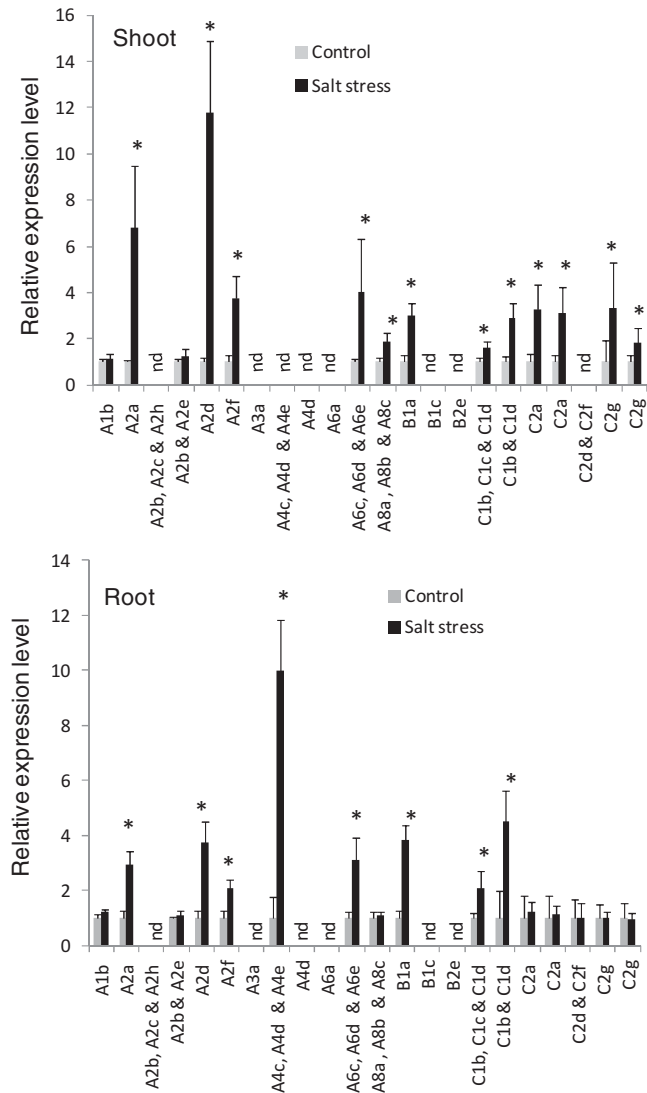 Shoot
Control
Salt stress
Relative expression level
16
14
12
10
8
6
4
2
0
*
*
*
*
*
*
*
*
*
*
*
*
nd
nd
nd
nd
nd
nd
nd
nd
A1b
A2a
A2b, A2c & A2h
A2b & A2e
A2d
A2f
A3a
A4c, A4d & A4e
A4d
A6a
A6c, A6d & A6e
A8a , A8b & A8c
B1a
B1c
B2e
C1b, C1c & C1d
C1b & C1d
C2a
C2a
C2d & C2f
C2g
C2g
Root
Control
Salt stress
Relative expression level
14
12
10
8
6
4
2
0
*
*
*
*
*
*
*
*
nd
nd
nd
nd
nd
nd
A1b
A2a
A2b, A2c & A2h
A2b & A2e
A2d
A2f
A3a
A4c, A4d & A4e
A4d
A6a
A6c, A6d & A6e
A8a , A8b & A8c
B1a
B1c
B2e
C1b, C1c & C1d
C1b & C1d
C2a
C2a
C2d & C2f
C2g
C2g